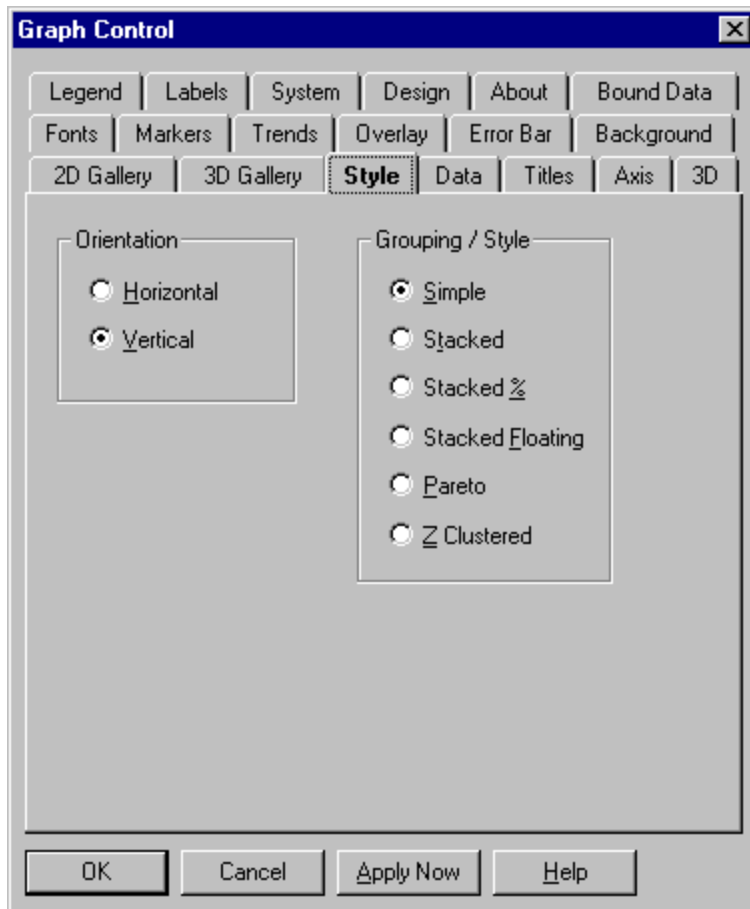 Graph Control
Legend Labels System Design About Bound Data
Fonts Markers Trends Overlay Error Bar Background
2D Gallery 3D Gallery Style Data Titles Axis 3D
Orientation
Horizontal
Vertical
Grouping / Style
Simple
Stacked
Stacked %
Stacked Floating
Pareto
Z Clustered
OK Cancel Apply Now Help